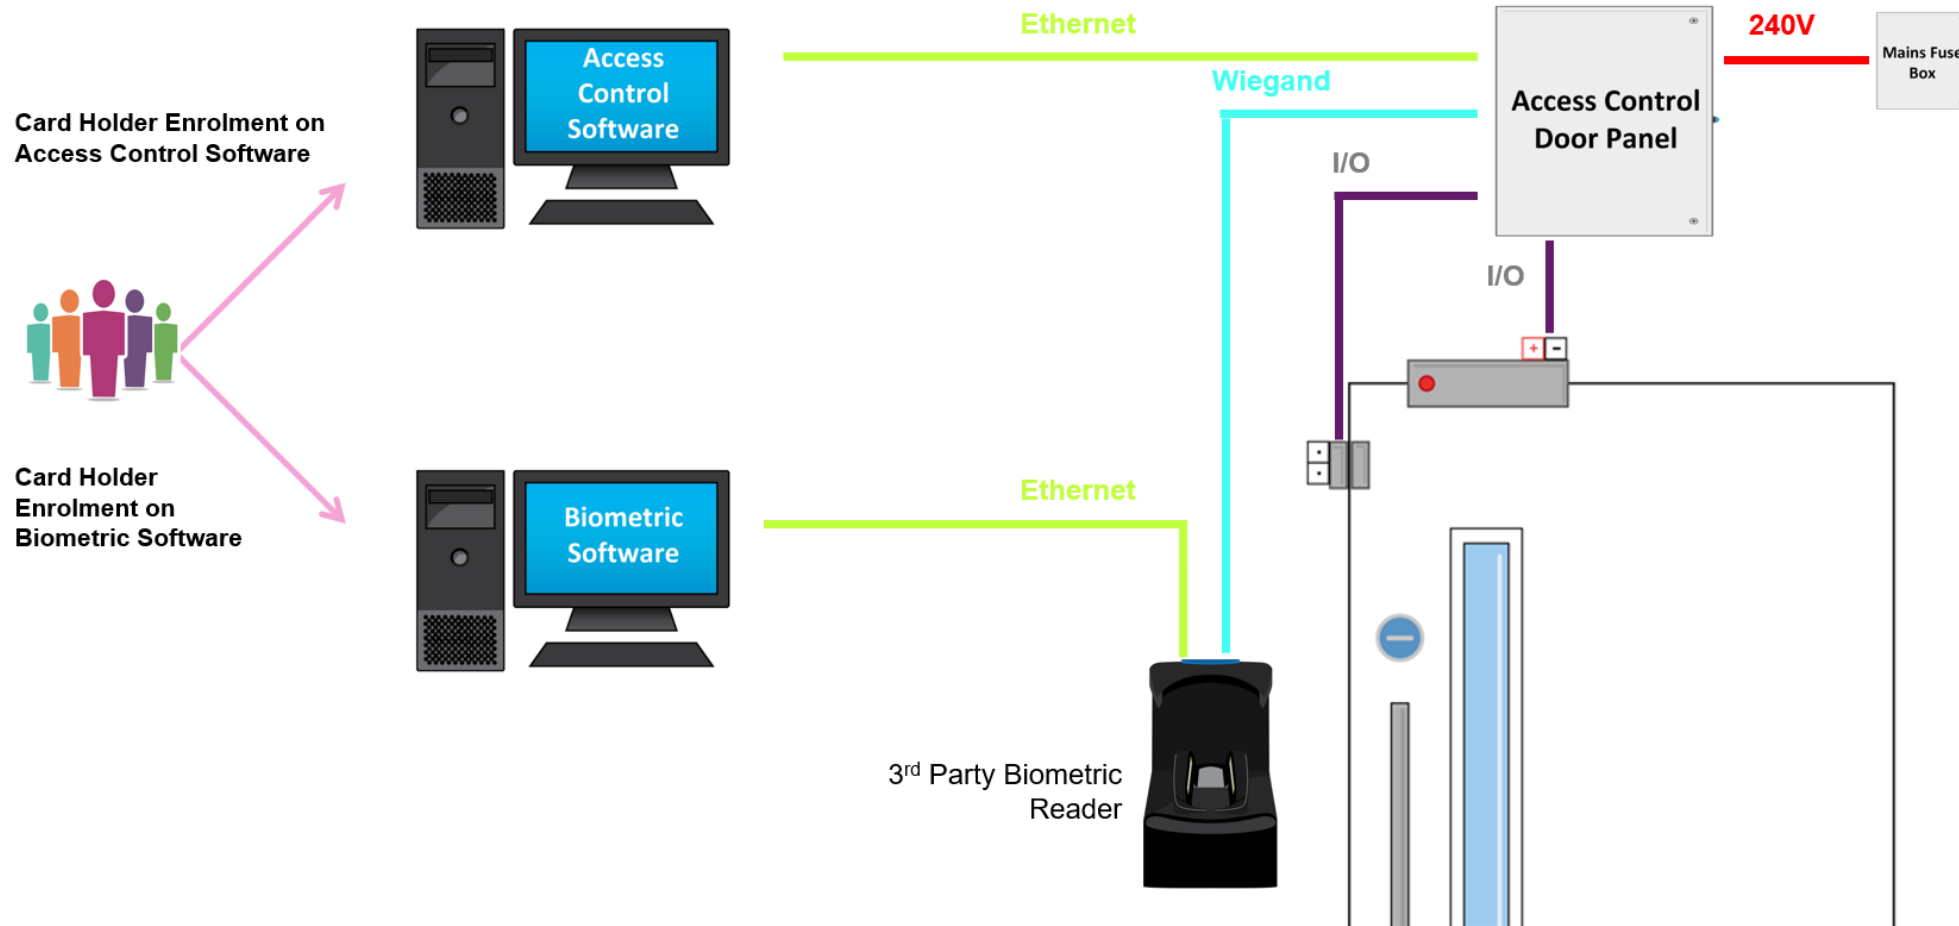 Ethernet
240V
Mains Fuse
Box
Access
Control
Software
Wiegand
Access Control
Door Panel
Card Holder Enrolment on
Access Control Software
I/O
I/O
+ -
Card Holder
Enrolment on
Biometric Software
Ethernet
Biometric
Software
3rd Party Biometric
Reader